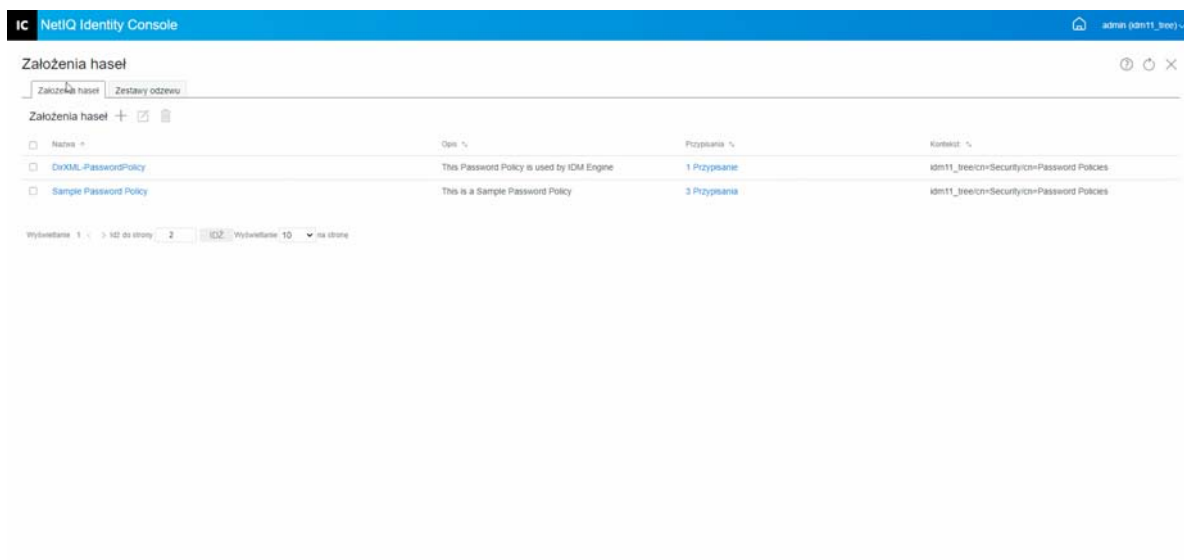 IC NetIQ Identity Console admin (idm11_tree)
Założenia haseł
Założenia haseł Zestawy odzewu
Założenia haseł
Nazwa Opis Przypisania Kontekst
DirXML-PasswordPolicy This Password Policy is used by IDM Engine 1 Przypisanie idm11_tree/cn=Security/cn=Password Policies
Sample Password Policy This is a Sample Password Policy 3 Przypisania idm11_tree/cn=Security/cn=Password Policies
Wyświetlanie 1 < > Idź do strony 2 IDŹ Wyświetlanie 10 na stronę